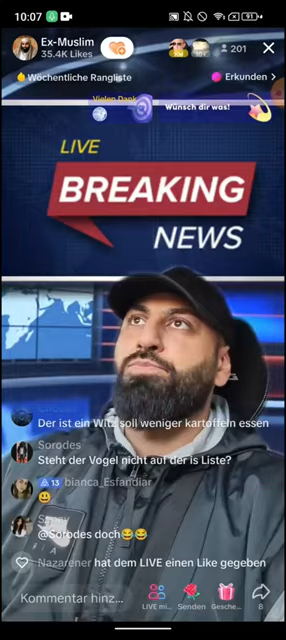 10:07
91
Ex-Muslim
35.4K Likes
201
Wöchentliche Rangliste
Erkunden >
Vielen Dank
Wünsch dir was!
LIVE
BREAKING
NEWS
Der ist ein Witz soll weniger kartoffeln essen
Sorodes
Steht der Vogel nicht auf der is Liste?
13 bianca_Esfandiar
😃
@Sorodes doch😂😂
Nazarener hat dem LIVE einen Like gegeben
Kommentar hinz...
LIVE mi...
Senden
Gesche...
8